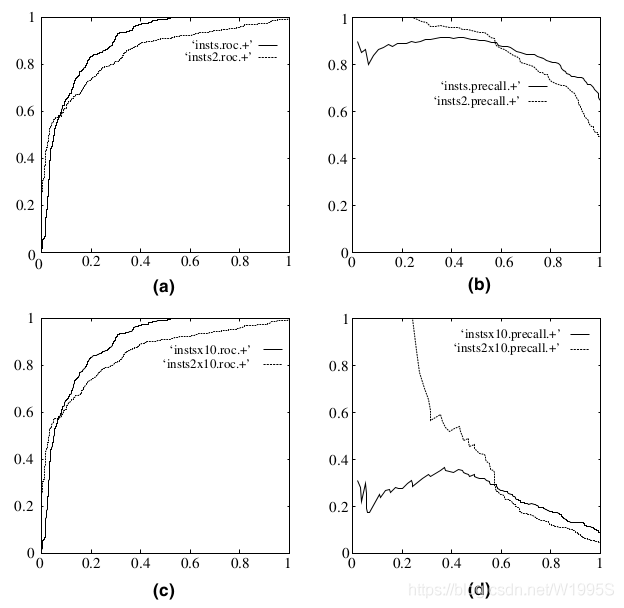 1
0.8
0.6
0.4
0.2
0
0 0.2 0.4 0.6 0.8 1
'insts.roc.+'
'insts2.roc.+'
(a)
1
0.8
0.6
0.4
0.2
0
0 0.2 0.4 0.6 0.8 1
'insts.precall.+'
'insts2.precall.+'
(b)
1
0.8
0.6
0.4
0.2
0
0 0.2 0.4 0.6 0.8 1
'instsx10.roc.+'
'insts2x10.roc.+'
(c)
1
0.8
0.6
0.4
0.2
0
0 0.2 0.4 0.6 0.8 1
'instsx10.precall.+'
'insts2x10.precall.+'
(d)
https://blog.csdn.net/W1995S